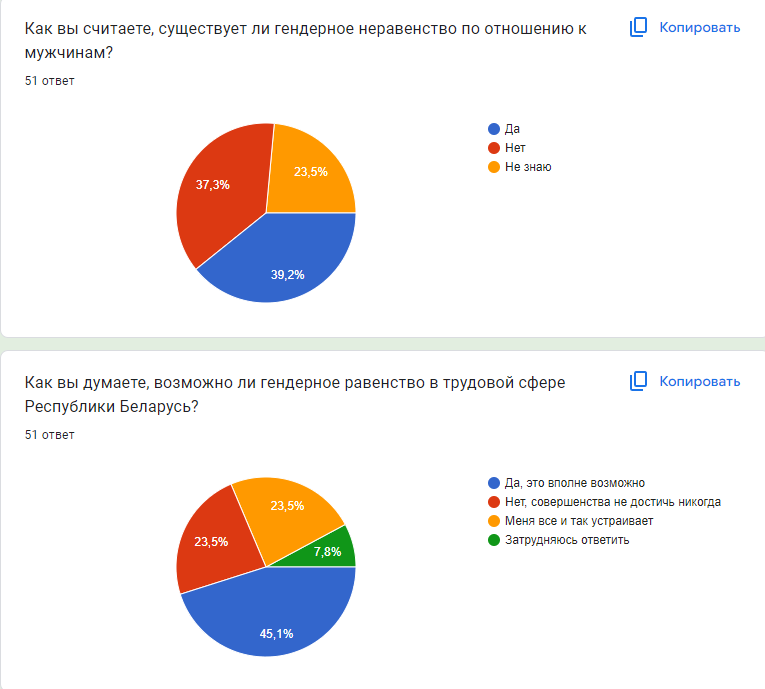 Как вы считаете, существует ли гендерное неравенство по отношению к
мужчинам?
Копировать
51 ответ
Да
Нет
Не знаю
37,3%
23,5%
39,2%
Как вы думаете, возможно ли гендерное равенство в трудовой сфере
Республики Беларусь?
Копировать
51 ответ
Да, это вполне возможно
Нет, совершенства не достичь никогда
Меня все и так устраивает
Затрудняюсь ответить
23,5%
23,5%
7,8%
45,1%